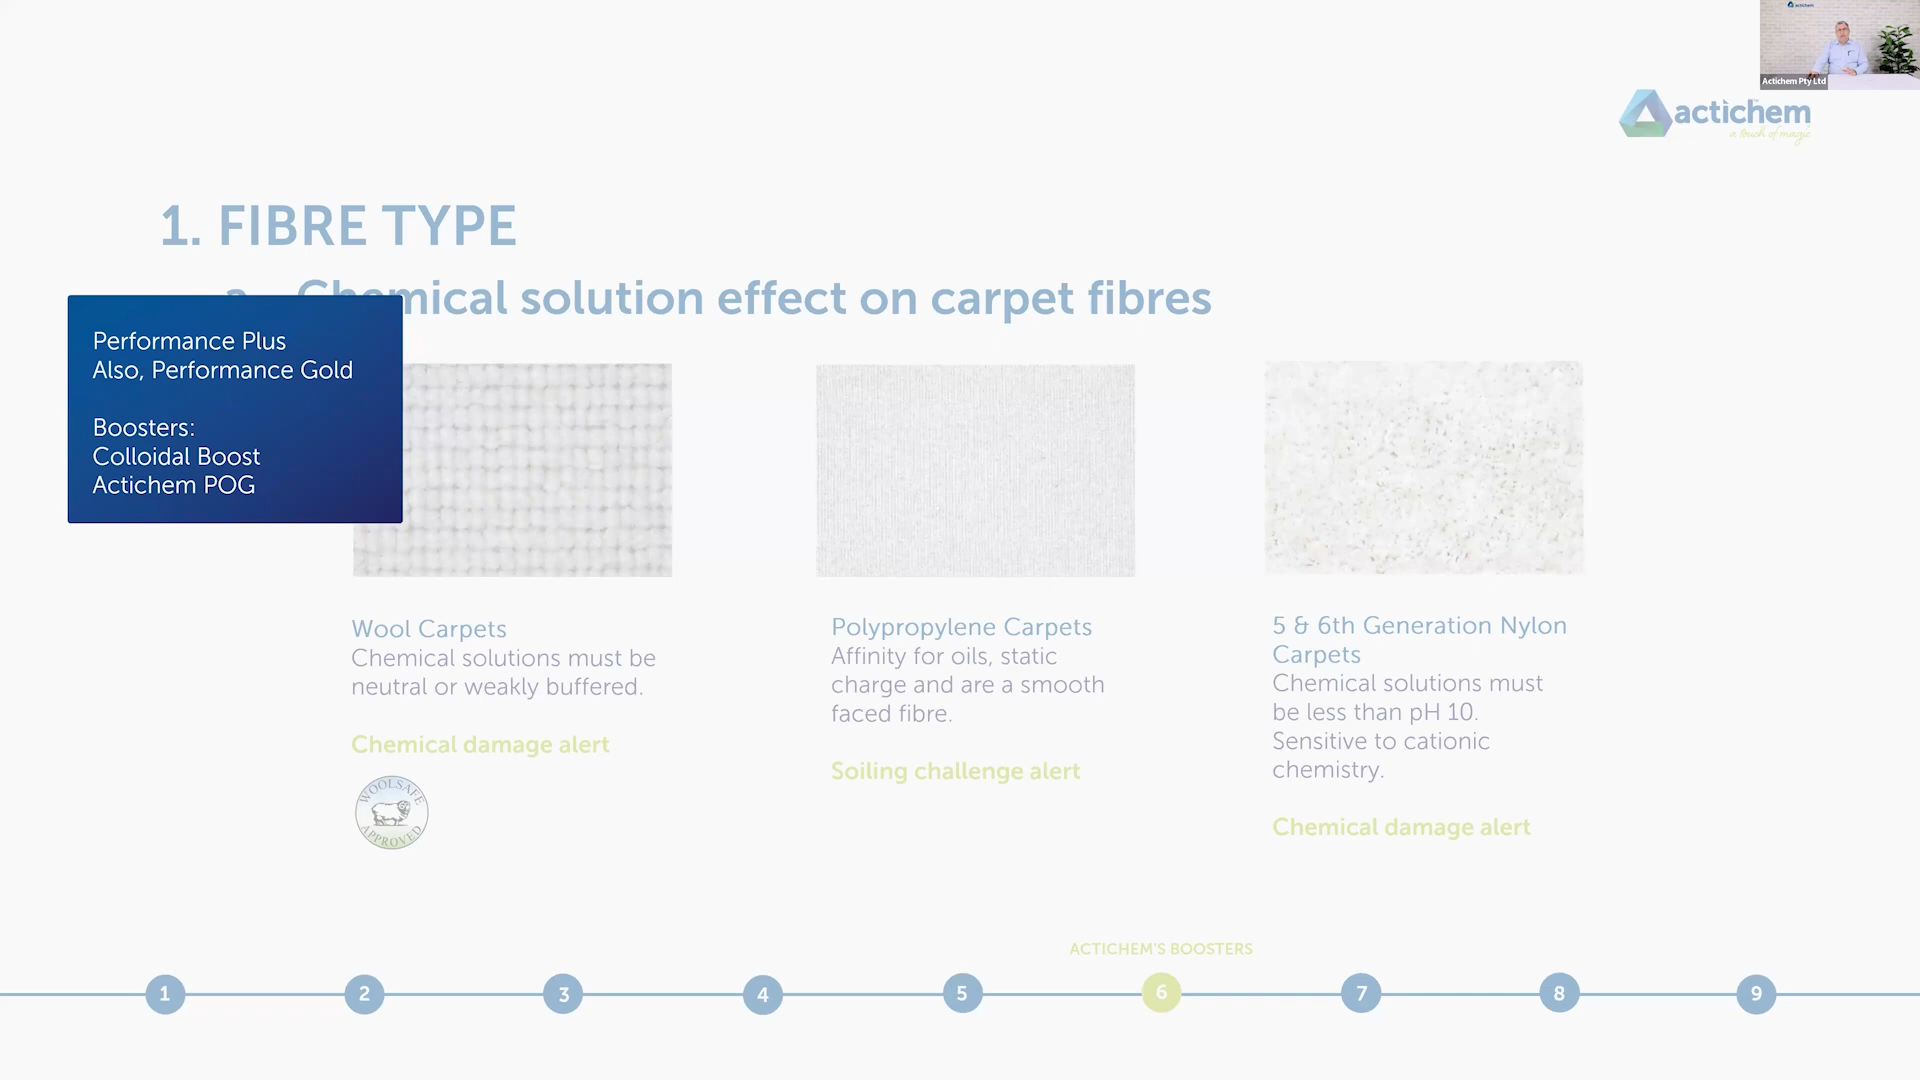 actichem
Actichem Pty Ltd
actichem
a touch of magic
1. FIBRE TYPE
a. Chemical solution effect on carpet fibres
Performance Plus
Also, Performance Gold
Boosters:
Colloidal Boost
Actichem POG
Wool Carpets
Chemical solutions must be
neutral or weakly buffered.
Chemical damage alert
WOOLSAFE
APPROVED
Polypropylene Carpets
Affinity for oils, static
charge and are a smooth
faced fibre.
Soiling challenge alert
5 & 6th Generation Nylon
Carpets
Chemical solutions must
be less than pH 10.
Sensitive to cationic
chemistry.
Chemical damage alert
ACTICHEM'S BOOSTERS
1 2 3 4 5 6 7 8 9